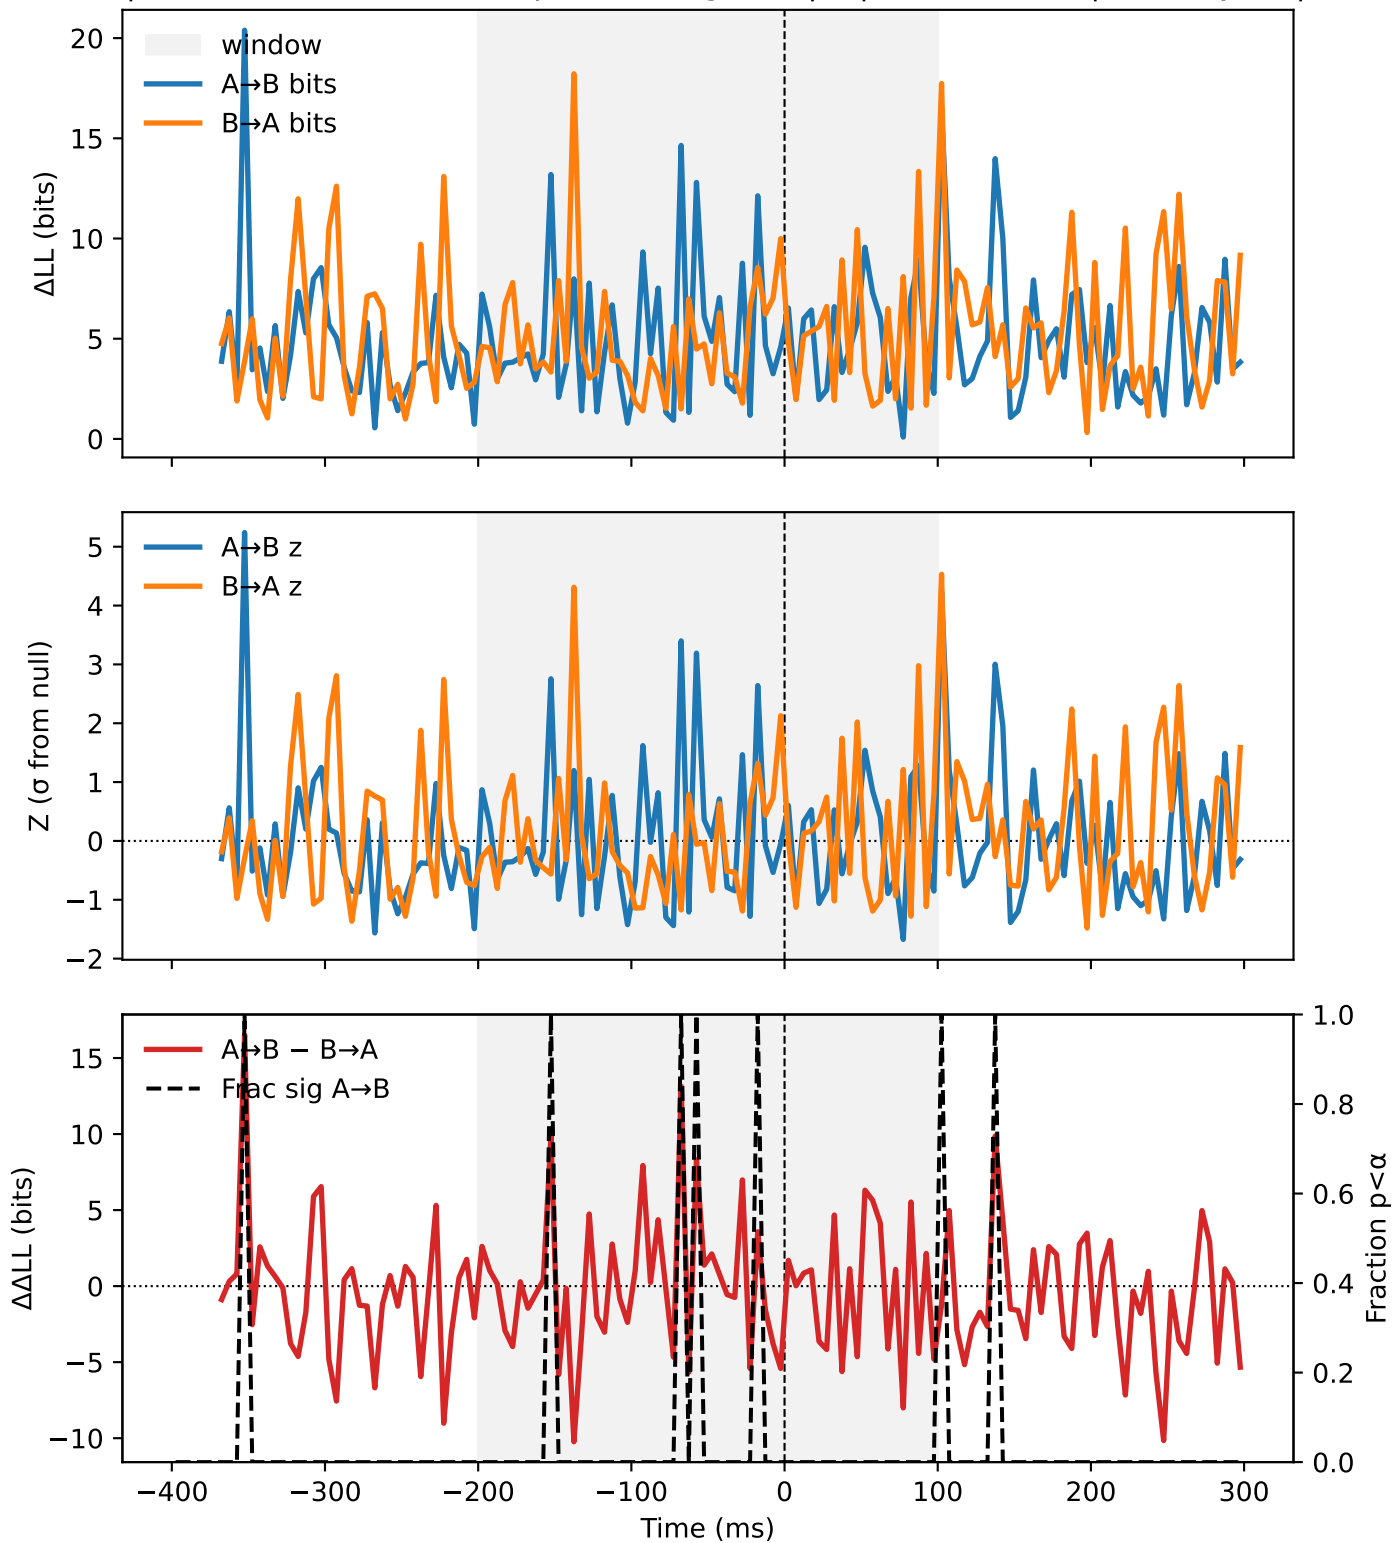 window
A→B bits
B→A bits
20
15
10
5
0
ΔLL (bits)
A→B z
B→A z
5
4
3
2
1
0
−1
−2
Z (σ from null)
A→B − B→A
Frac sig A→B
15
10
5
0
−5
−10
ΔΔLL (bits)
1.0
0.8
0.6
0.4
0.2
0.0
Fraction p<α
−400
−300
−200
−100
0
100
200
300
Time (ms)